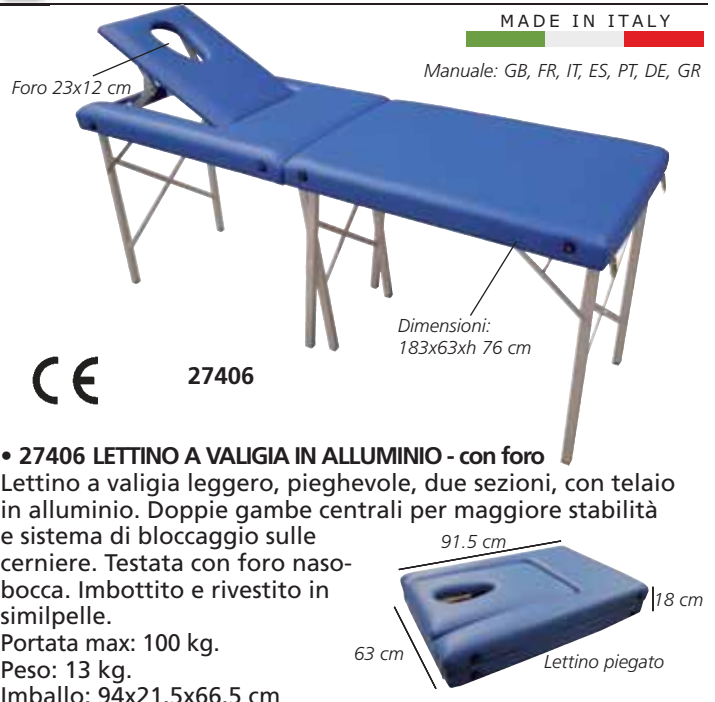 MADE IN ITALY
Manuale: GB, FR, IT, ES, PT, DE, GR
Foro 23x12 cm
Dimensioni:
183x63xh 76 cm
CE
27406
• 27406 LETTINO A VALIGIA IN ALLUMINIO - con foro
Lettino a valigia leggero, pieghevole, due sezioni, con telaio
in alluminio. Doppie gambe centrali per maggiore stabilità
e sistema di bloccaggio sulle
cerniere. Testata con foro naso-
bocca. Imbottito e rivestito in
similpelle.
Portata max: 100 kg.
Peso: 13 kg.
Imballo: 94x21.5x66.5 cm
91.5 cm
18 cm
63 cm
Lettino piegato